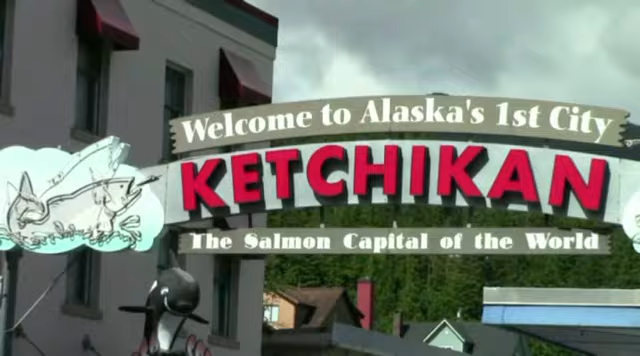 Welcome to Alaska's 1st City
KETCHIKAN
The Salmon Capital of the World